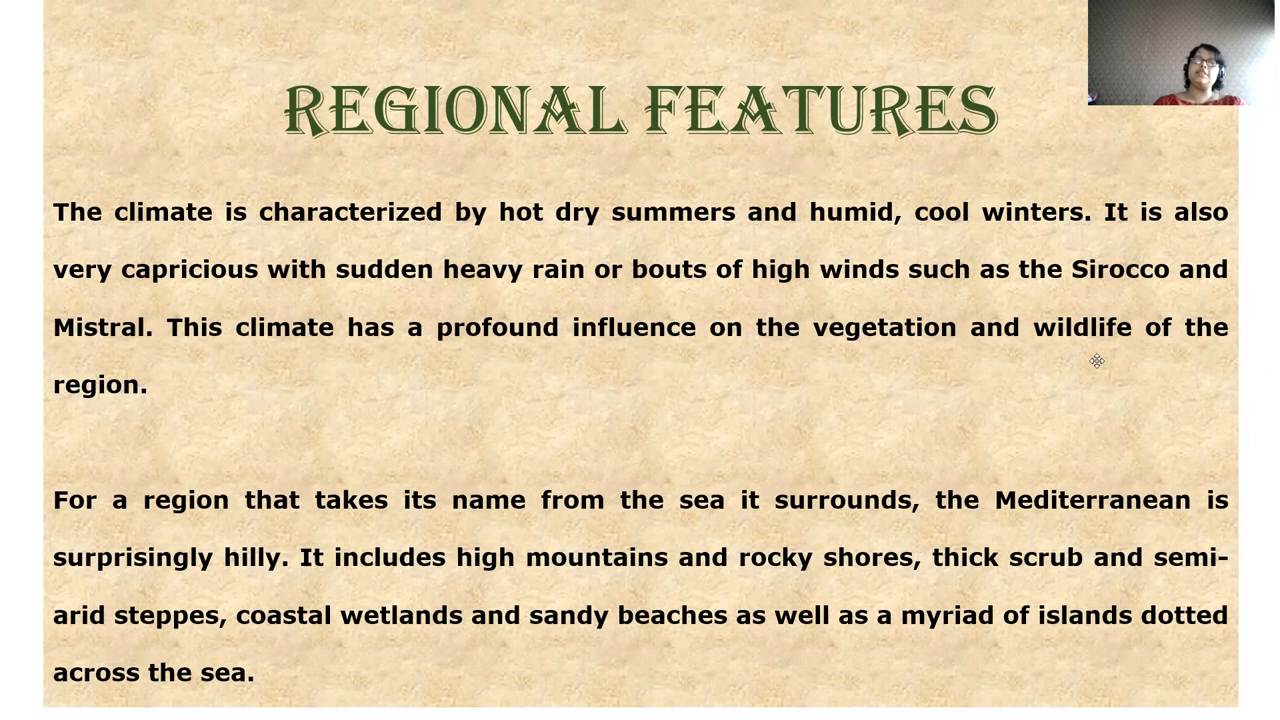 REGIONAL FEATURES
The climate is characterized by hot dry summers and humid, cool winters. It is also
very capricious with sudden heavy rain or bouts of high winds such as the Sirocco and
Mistral. This climate has a profound influence on the vegetation and wildlife of the
region.
For a region that takes its name from the sea it surrounds, the Mediterranean is
surprisingly hilly. It includes high mountains and rocky shores, thick scrub and semi-
arid steppes, coastal wetlands and sandy beaches as well as a myriad of islands dotted
across the sea.